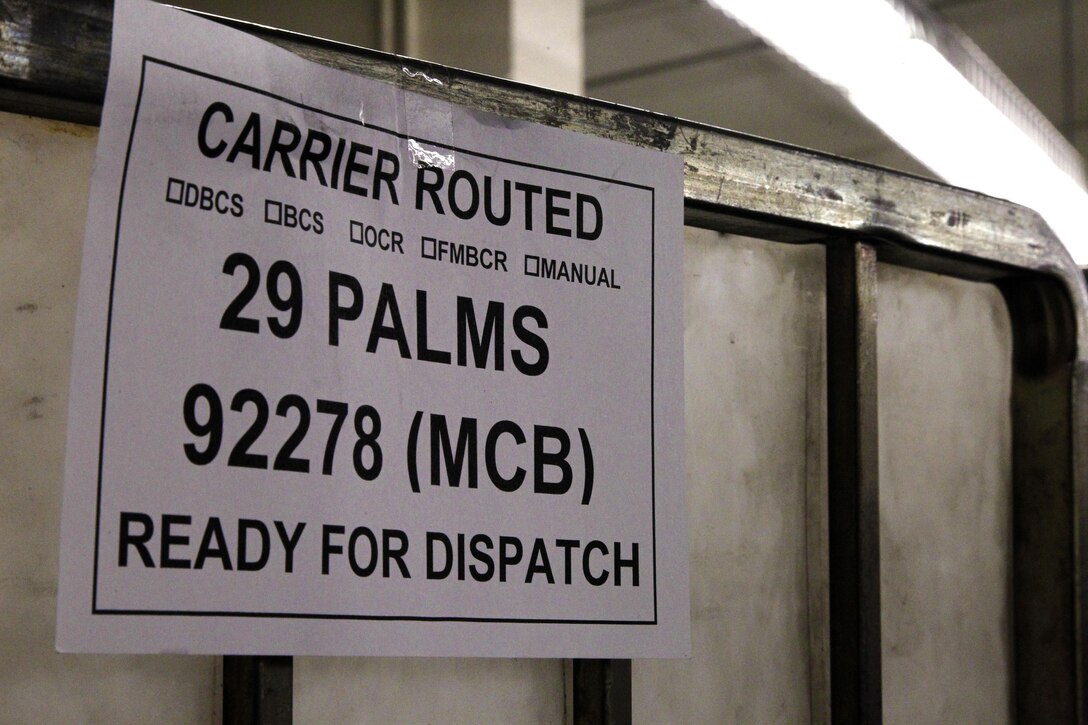 CARRIER ROUTED
☐DBCS ☐BCS ☐OCR ☐FMBCR ☐MANUAL
29 PALMS
92278 (MCB)
READY FOR DISPATCH